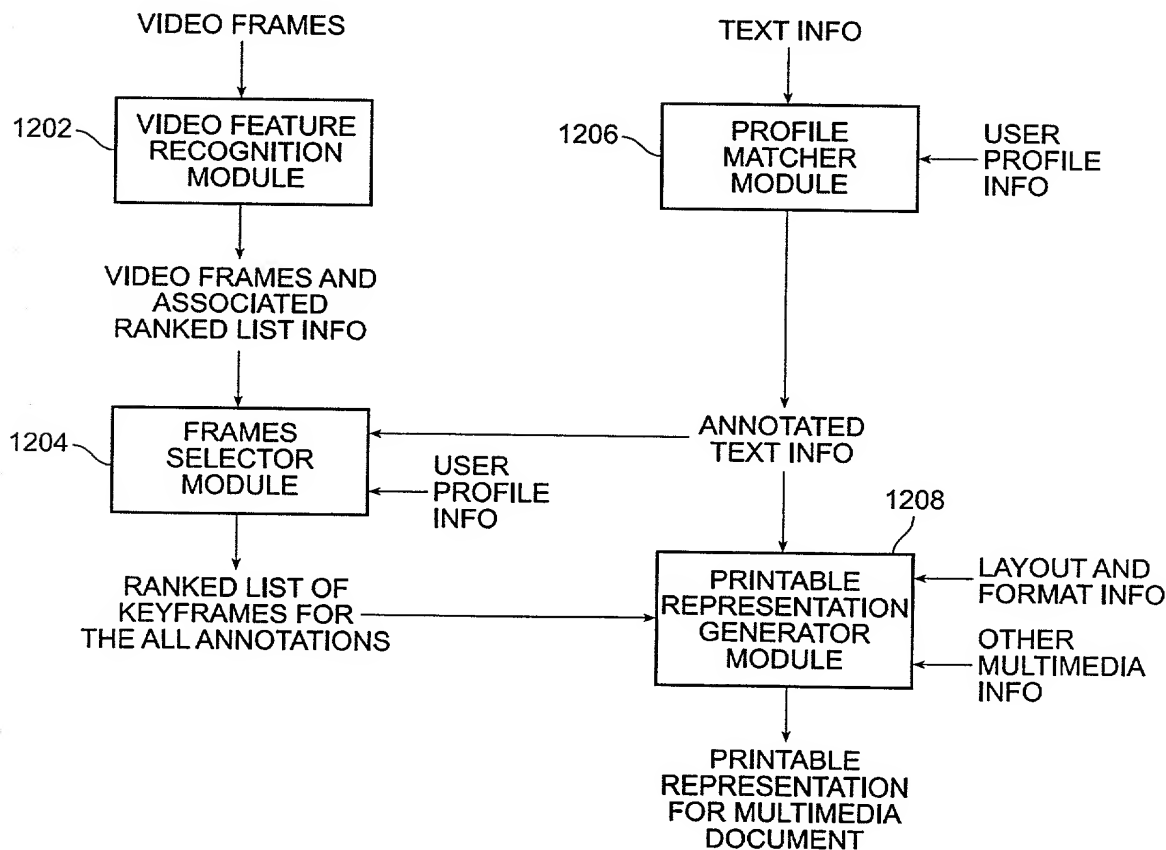 VIDEO FRAMES
1202
VIDEO FEATURE
RECOGNITION
MODULE
VIDEO FRAMES AND
ASSOCIATED
RANKED LIST INFO
1204
FRAMES
SELECTOR
MODULE
USER
PROFILE
INFO
RANKED LIST OF
KEYFRAMES FOR
THE ALL ANNOTATIONS
TEXT INFO
1206
PROFILE
MATCHER
MODULE
USER
PROFILE
INFO
ANNOTATED
TEXT INFO
1208
PRINTABLE
REPRESENTATION
GENERATOR
MODULE
LAYOUT AND
FORMAT INFO
OTHER
MULTIMEDIA
INFO
PRINTABLE
REPRESENTATION
FOR MULTIMEDIA
DOCUMENT